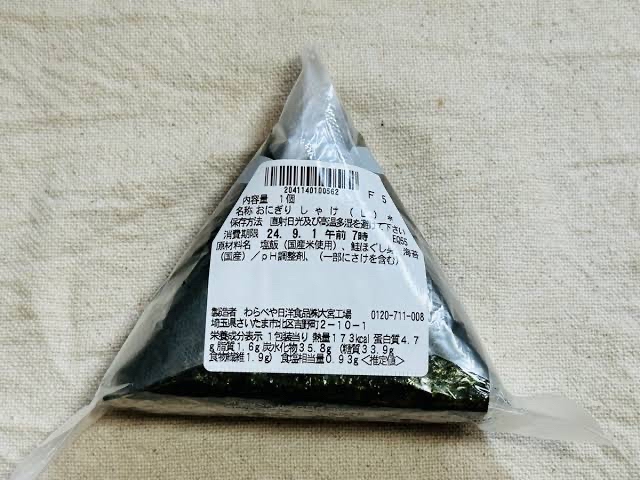 2041140100562
内容量 1個 F 5
名称 おにぎり しゃけ (L) *
保存方法 直射日光及び高温多湿を避けて下さい
消費期限 24. 9. 1 午前 7時 EQSS
原材料名 塩飯(国産米使用)、鮭ほぐし身、海苔
(国産)/pH調整剤、(一部にさけを含む)
製造者 わらべや日洋食品㈱大宮工場 0120-711-008
埼玉県さいたま市北区吉野町2-10-1
栄養成分表示 1包装当り 熱量173kcal 蛋白質4.7
g 脂質1.6g 炭水化物35.8g (糖質33.9g
食物繊維1.9g) 食塩相当量0.93g <推定値>